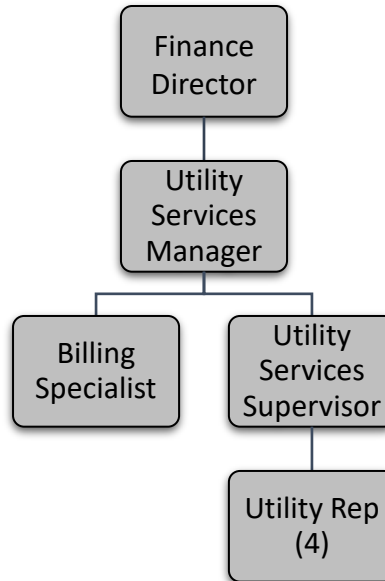 Finance
Director
Utility
Services
Manager
Billing
Specialist
Utility
Services
Supervisor
Utility Rep
(4)